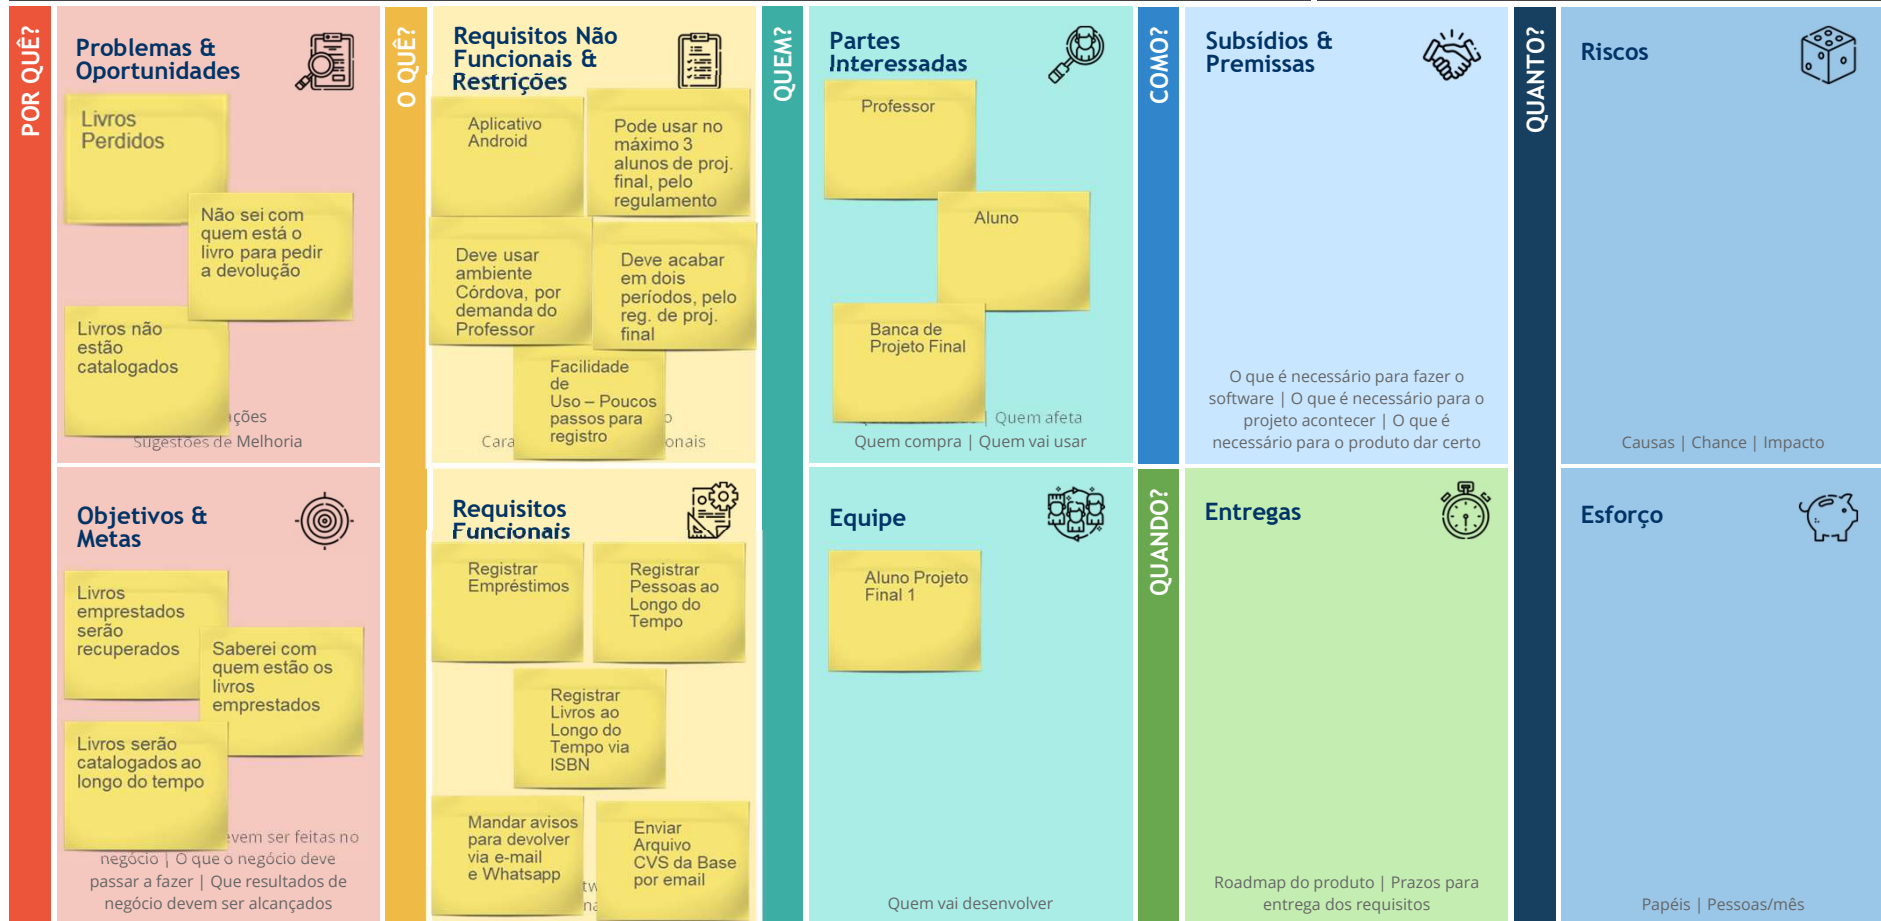 POR QUÊ?
Problemas &
Oportunidades
Livros
Perdidos
Não sei com
quem está o
livro para pedir
a devolução
Livros não
estão
catalogados
ções
Sugestões de Melhoria
Objetivos &
Metas
Livros
emprestados
serão
recuperados
Saberei com
quem estão os
livros
emprestados
Livros serão
catalogados ao
longo do tempo
evem ser feitas no
negócio | O que o negócio deve
passar a fazer | Que resultados de
negócio devem ser alcançados
O QUÊ?
Requisitos Não
Funcionais &
Restrições
Aplicativo
Android
Pode usar no
máximo 3
alunos de proj.
final, pelo
regulamento
Deve usar
ambiente
Córdova, por
demanda do
Professor
Deve acabar
em dois
períodos, pelo
reg. de proj.
final
Facilidade
de
Uso – Poucos
passos para
registro
o
Cara
onais
Requisitos
Funcionais
Registrar
Empréstimos
Registrar
Pessoas ao
Longo do
Tempo
Registrar
Livros ao
Longo do
Tempo via
ISBN
Mandar avisos
para devolver
via e-mail
e Whatsapp
Enviar
Arquivo
CVS da Base
por email
tw
na
QUEM?
Partes
Interessadas
Professor
Aluno
Banca de
Projeto Final
| Quem afeta
Quem compra | Quem vai usar
Equipe
Aluno Projeto
Final 1
Quem vai desenvolver
COMO?
Subsídios &
Premissas
O que é necessário para fazer o
software | O que é necessário para o
projeto acontecer | O que é
necessário para o produto dar certo
QUANDO?
Entregas
Roadmap do produto | Prazos para
entrega dos requisitos
QUANTO?
Riscos
Causas | Chance | Impacto
Esforço
Papéis | Pessoas/mês